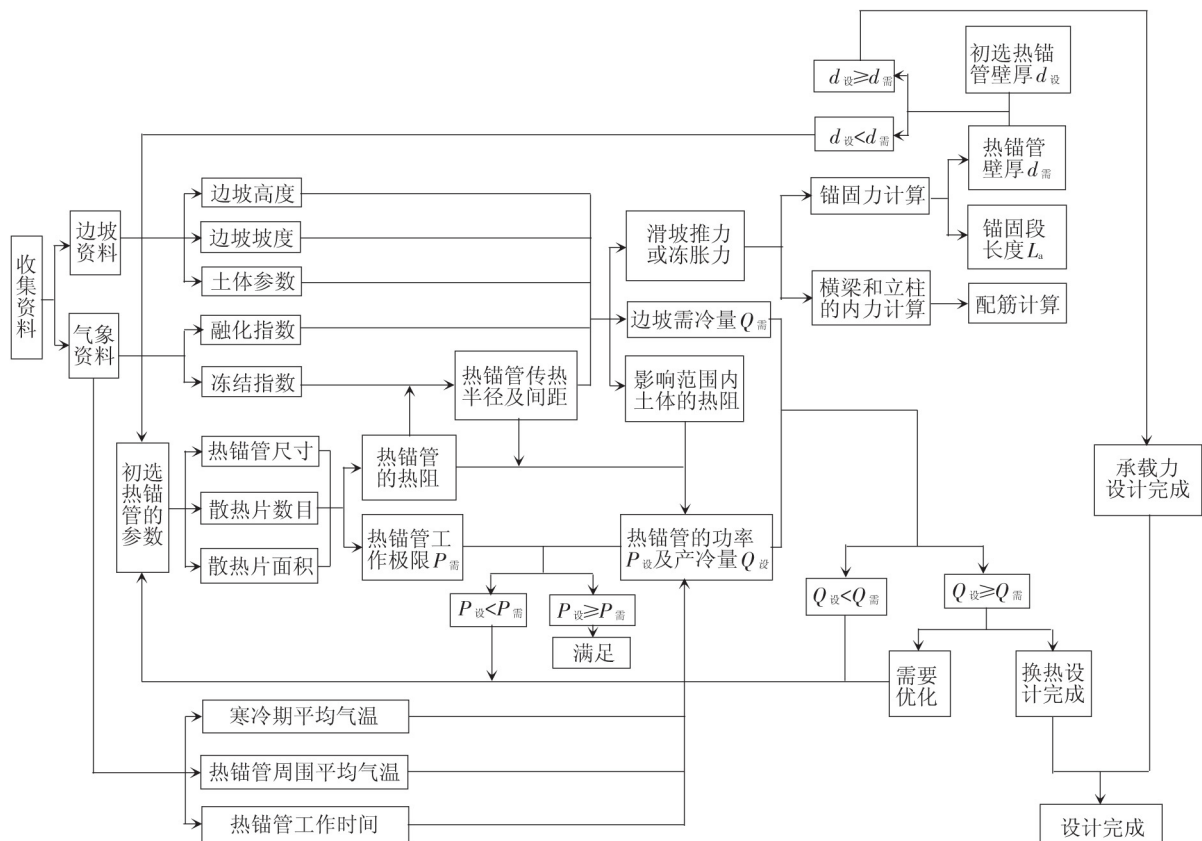 初选热锚
管壁厚d设
d设≥d需
d设<d需
热锚管
壁厚d需
边坡高度
锚固力计算
边坡
资料
边坡坡度
滑坡推力
或冻胀力
锚固段
长度La
收集资料
土体参数
横梁和立柱
的内力计算
配筋计算
气象
资料
融化指数
边坡需冷量Q需
冻结指数
热锚管传热
半径及间距
影响范围内
土体的热阻
初选
热锚
管的
参数
热锚管尺寸
热锚管
的热阻
承载力
设计完成
散热片数目
热锚管工
作极限P需
热锚管的功率
P设及产冷量Q设
散热片面积
P设<P需
P设≥P需
Q设<Q需
Q设≥Q需
满足
需要
优化
换热设
计完成
寒冷期平均气温
热锚管周围平均气温
热锚管工作时间
设计完成